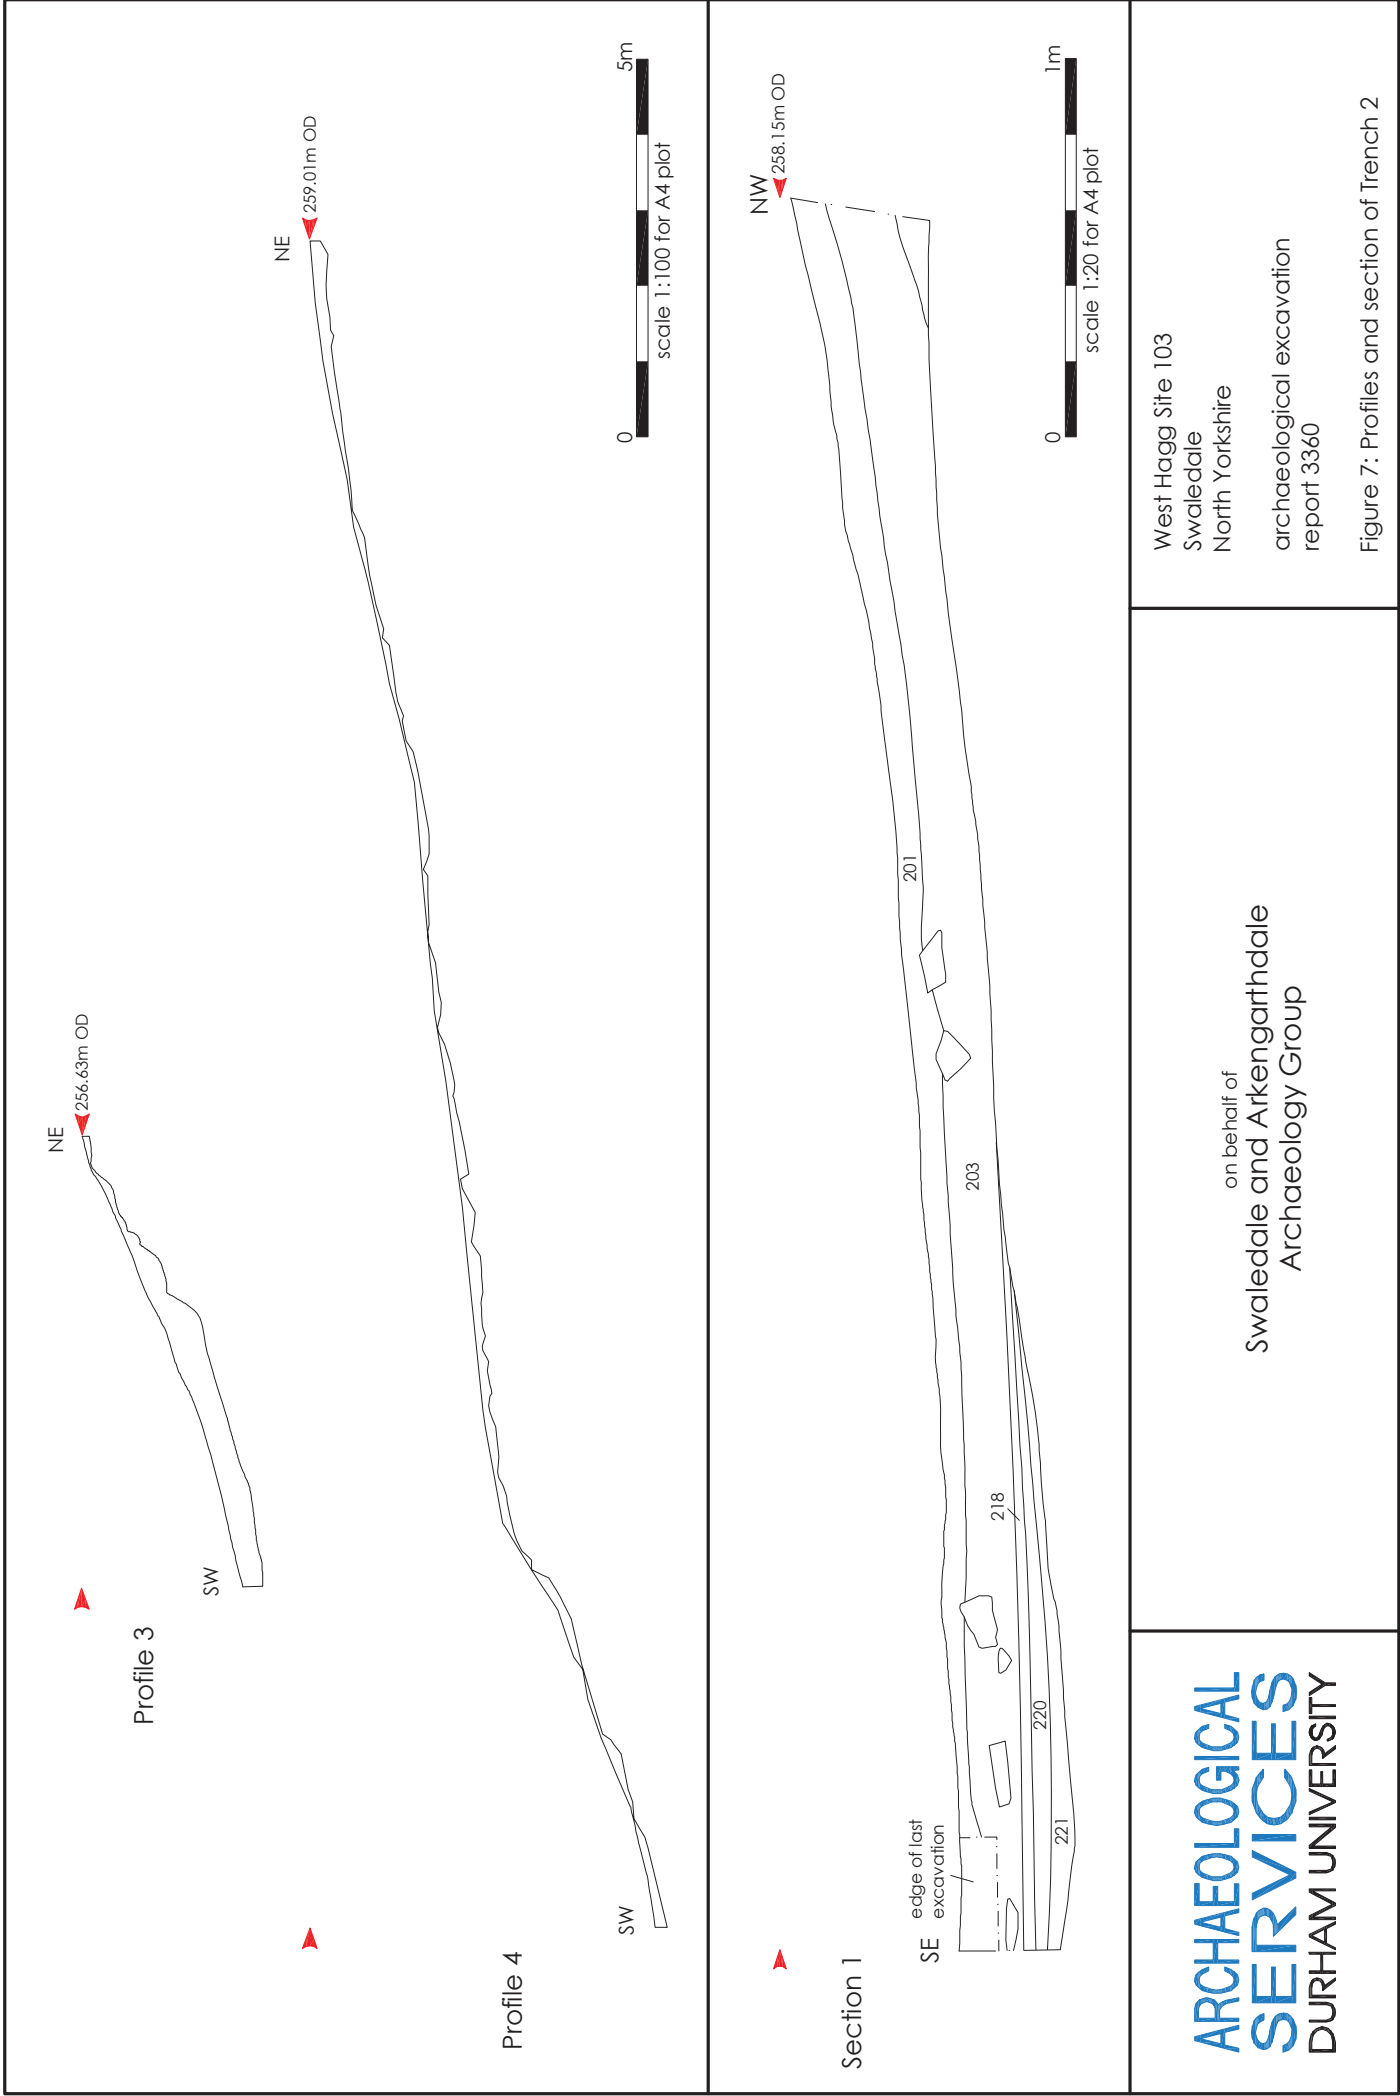 Profile 3
SW
NE
256.63m OD
Profile 4
SW
NE
259.01m OD
0
5m
scale 1:100 for A4 plot
Section 1
SE
edge of last
excavation
NW
258.15m OD
201
203
218
220
221
0
1m
scale 1:20 for A4 plot
ARCHAEOLOGICAL
SERVICES
DURHAM UNIVERSITY
on behalf of
Swaledale and Arkengarthdale
Archaeology Group
West Hagg Site 103
Swaledale
North Yorkshire
archaeological excavation
report 3360
Figure 7: Profiles and section of Trench 2